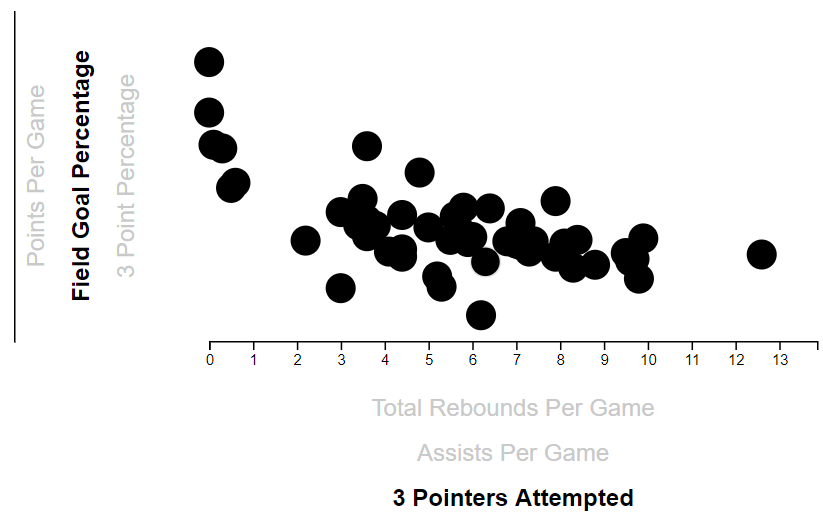 Points Per Game
Field Goal Percentage
3 Point Percentage
0 1 2 3 4 5 6 7 8 9 10 11 12 13
Total Rebounds Per Game
Assists Per Game
3 Pointers Attempted